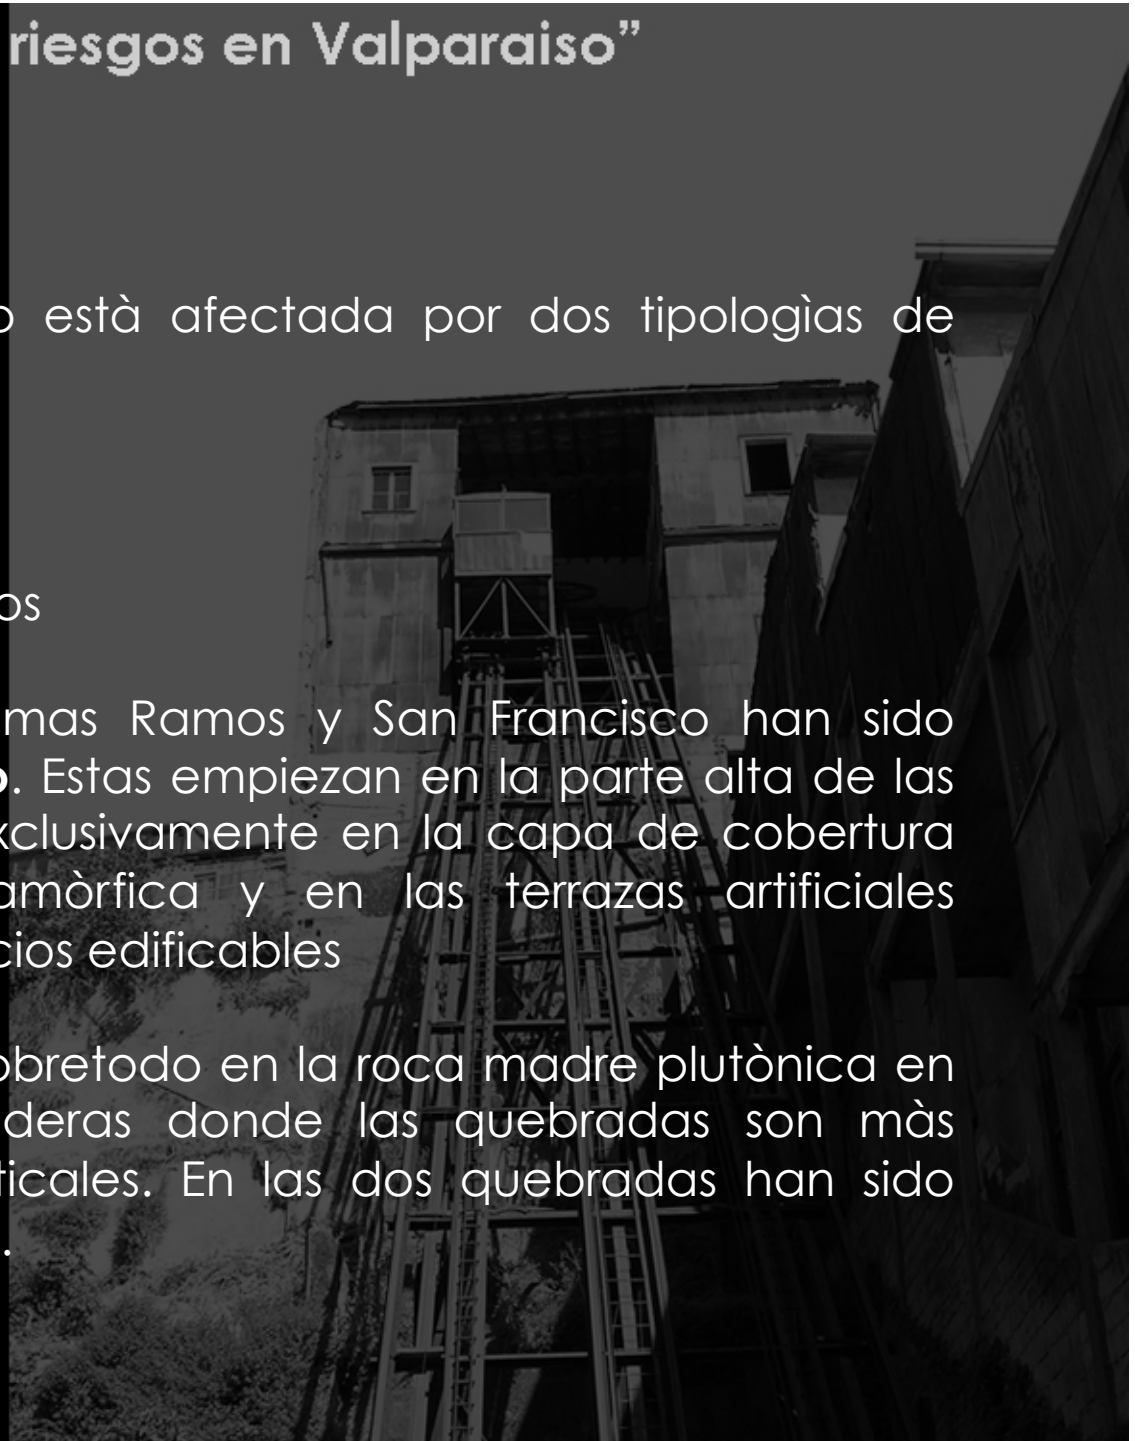 riesgos en Valparaiso”
o està afectada por dos tipologìas de
os
mas Ramos y San Francisco han sido
o. Estas empiezan en la parte alta de las
xclusivamente en la capa de cobertura
amòrfica y en las terrazas artificiales
cios edificables
obretodo en la roca madre plutònica en
deras donde las quebradas son màs
ticales. En las dos quebradas han sido
.